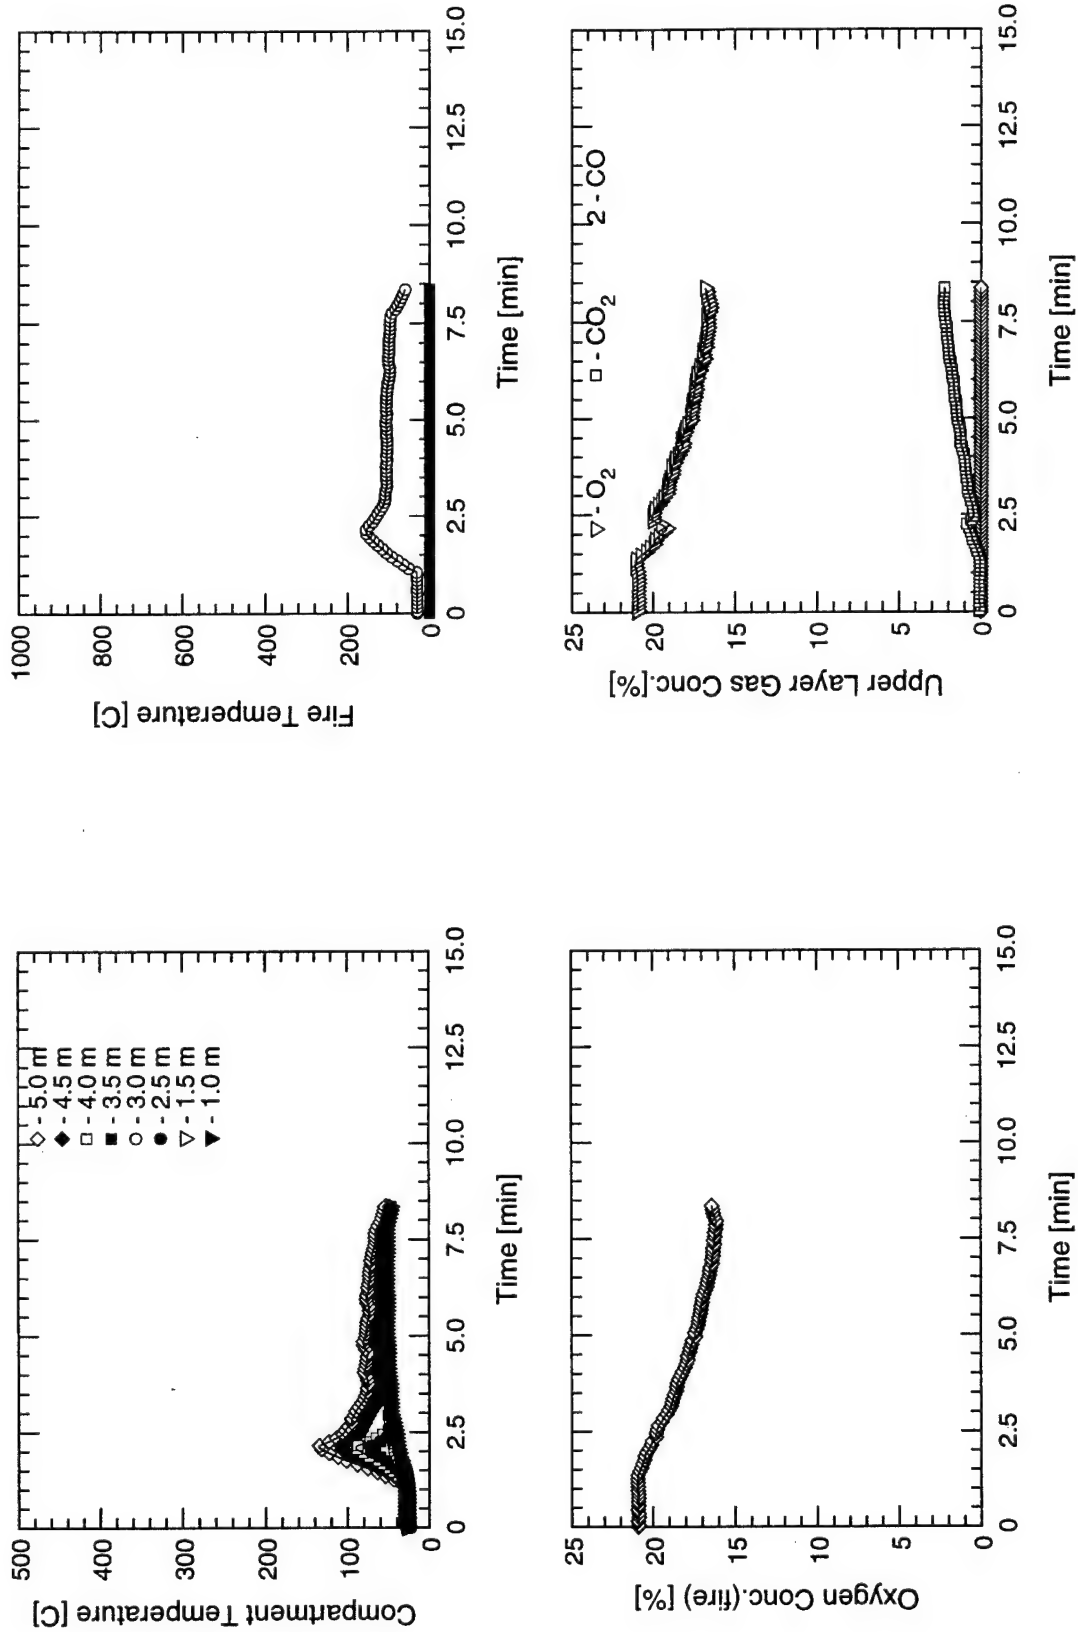 500
400
300
200
100
0
Compartment Temperature [C]
◇ - 5.0 m
◆ - 4.5 m
□ - 4.0 m
■ - 3.5 m
○ - 3.0 m
● - 2.5 m
▽ - 1.5 m
▼ - 1.0 m
0 2.5 5.0 7.5 10.0 12.5 15.0
Time [min]
1000
800
600
400
200
0
Fire Temperature [C]
0 2.5 5.0 7.5 10.0 12.5 15.0
Time [min]
25
20
15
10
5
0
Oxygen Conc.(fire) [%]
0 2.5 5.0 7.5 10.0 12.5 15.0
Time [min]
25
20
15
10
5
0
Upper Layer Gas Conc.[%]
▽ - O₂ □ - CO₂ 2 - CO
0 2.5 5.0 7.5 10.0 12.5 15.0
Time [min]